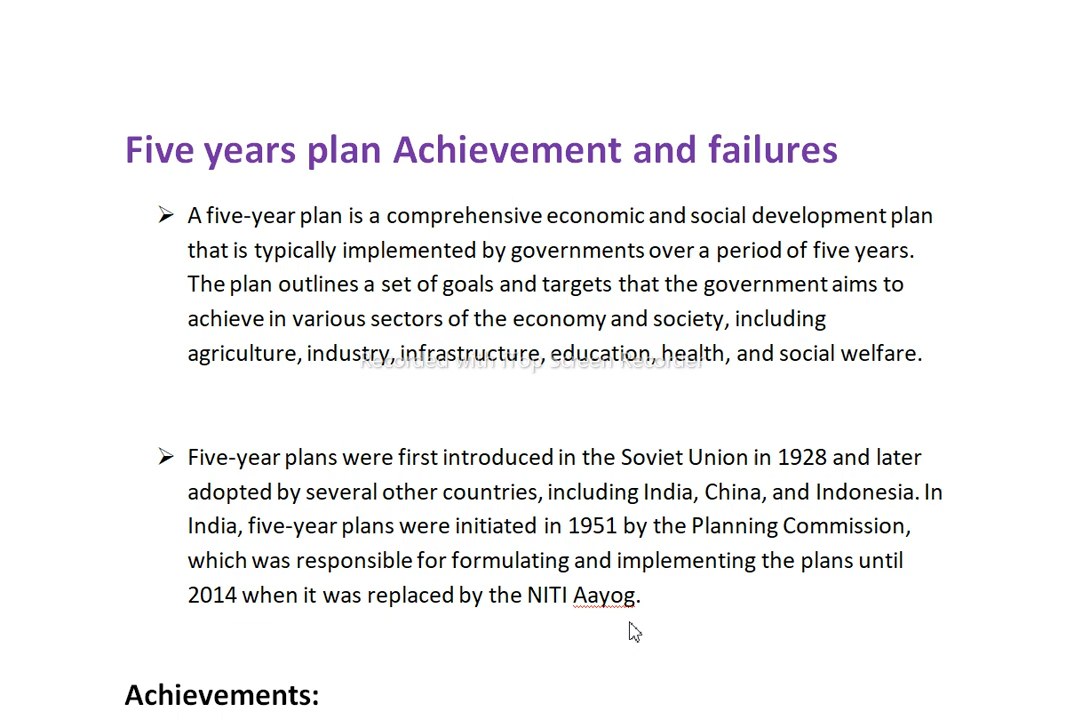 Five years plan Achievement and failures
➢ A five-year plan is a comprehensive economic and social development plan
that is typically implemented by governments over a period of five years.
The plan outlines a set of goals and targets that the government aims to
achieve in various sectors of the economy and society, including
agriculture, industry, infrastructure, education, health, and social welfare.
Recorded with iTop Screen Recorder
➢ Five-year plans were first introduced in the Soviet Union in 1928 and later
adopted by several other countries, including India, China, and Indonesia. In
India, five-year plans were initiated in 1951 by the Planning Commission,
which was responsible for formulating and implementing the plans until
2014 when it was replaced by the NITI Aayog.
Achievements: